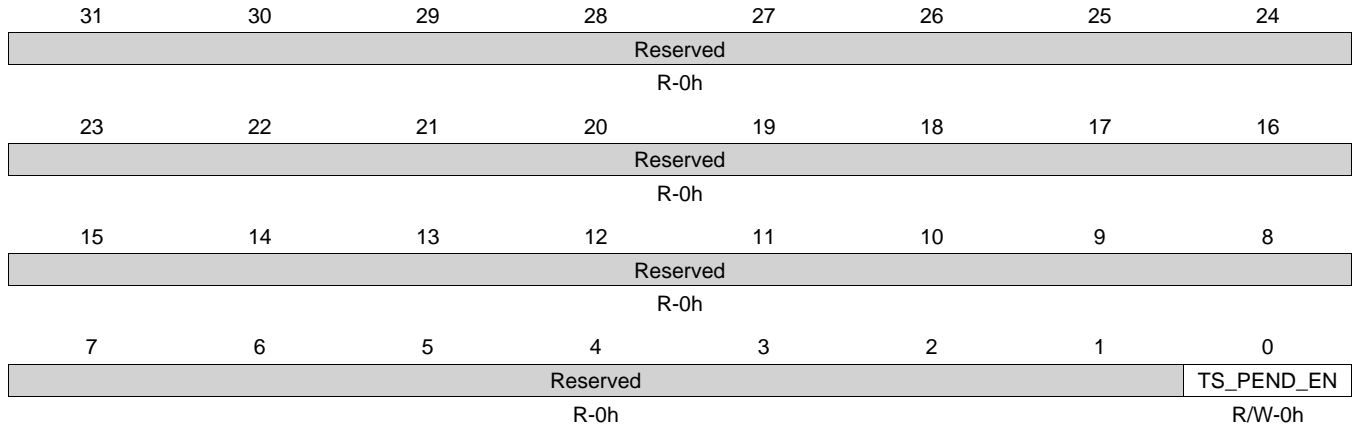 31 30 29 28 27 26 25 24
Reserved
R-0h
23 22 21 20 19 18 17 16
Reserved
R-0h
15 14 13 12 11 10 9 8
Reserved
R-0h
7 6 5 4 3 2 1 0
Reserved TS_PEND_EN
R-0h R/W-0h